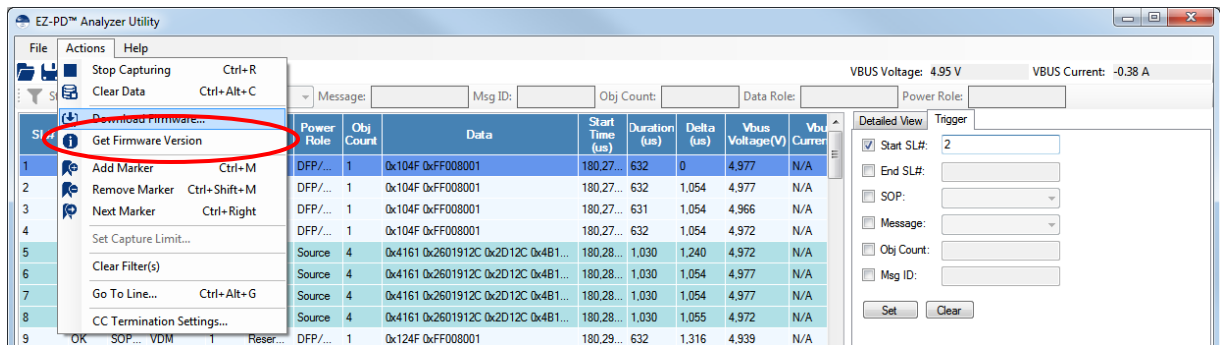 EZ-PD™ Analyzer Utility
File Actions Help
VBUS Voltage: 4.95 V VBUS Current: -0.38 A
Stop Capturing Ctrl+R
Clear Data Ctrl+Alt+C
Download Firmware...
Get Firmware Version
Add Marker Ctrl+M
Remove Marker Ctrl+Shift+M
Next Marker Ctrl+Right
Set Capture Limit...
Clear Filter(s)
Go To Line... Ctrl+Alt+G
CC Termination Settings...
Message: Msg ID: Obj Count: Data Role: Power Role:
Power Role Obj Count Data Start Time (us) Duration (us) Delta (us) Vbus Voltage(V) Vbu Curren
1 DFP/... 1 0x104F 0xFF008001 180,27... 632 0 4,977 N/A
2 DFP/... 1 0x104F 0xFF008001 180,27... 632 1,054 4,977 N/A
3 DFP/... 1 0x104F 0xFF008001 180,27... 631 1,054 4,966 N/A
4 DFP/... 1 0x104F 0xFF008001 180,27... 632 1,054 4,972 N/A
5 Source 4 0x4161 0x2601912C 0x2D12C 0x4B1... 180,28... 1,030 1,240 4,972 N/A
6 Source 4 0x4161 0x2601912C 0x2D12C 0x4B1... 180,28... 1,030 1,054 4,977 N/A
7 Source 4 0x4161 0x2601912C 0x2D12C 0x4B1... 180,28... 1,030 1,054 4,977 N/A
8 Source 4 0x4161 0x2601912C 0x2D12C 0x4B1... 180,28... 1,030 1,055 4,972 N/A
9 OK SOP... VDM 1 Reser... DFP/... 1 0x124F 0xFF008001 180,29... 632 1,316 4,939 N/A
Detailed View Trigger
Start SL#: 2
End SL#:
SOP:
Message:
Obj Count:
Msg ID:
Set Clear